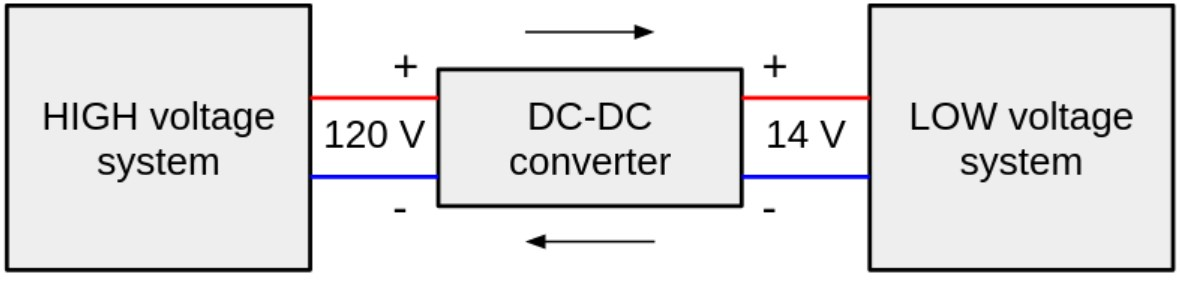 HIGH voltage
system
+
120 V
-
DC-DC
converter
+
14 V
-
LOW voltage
system